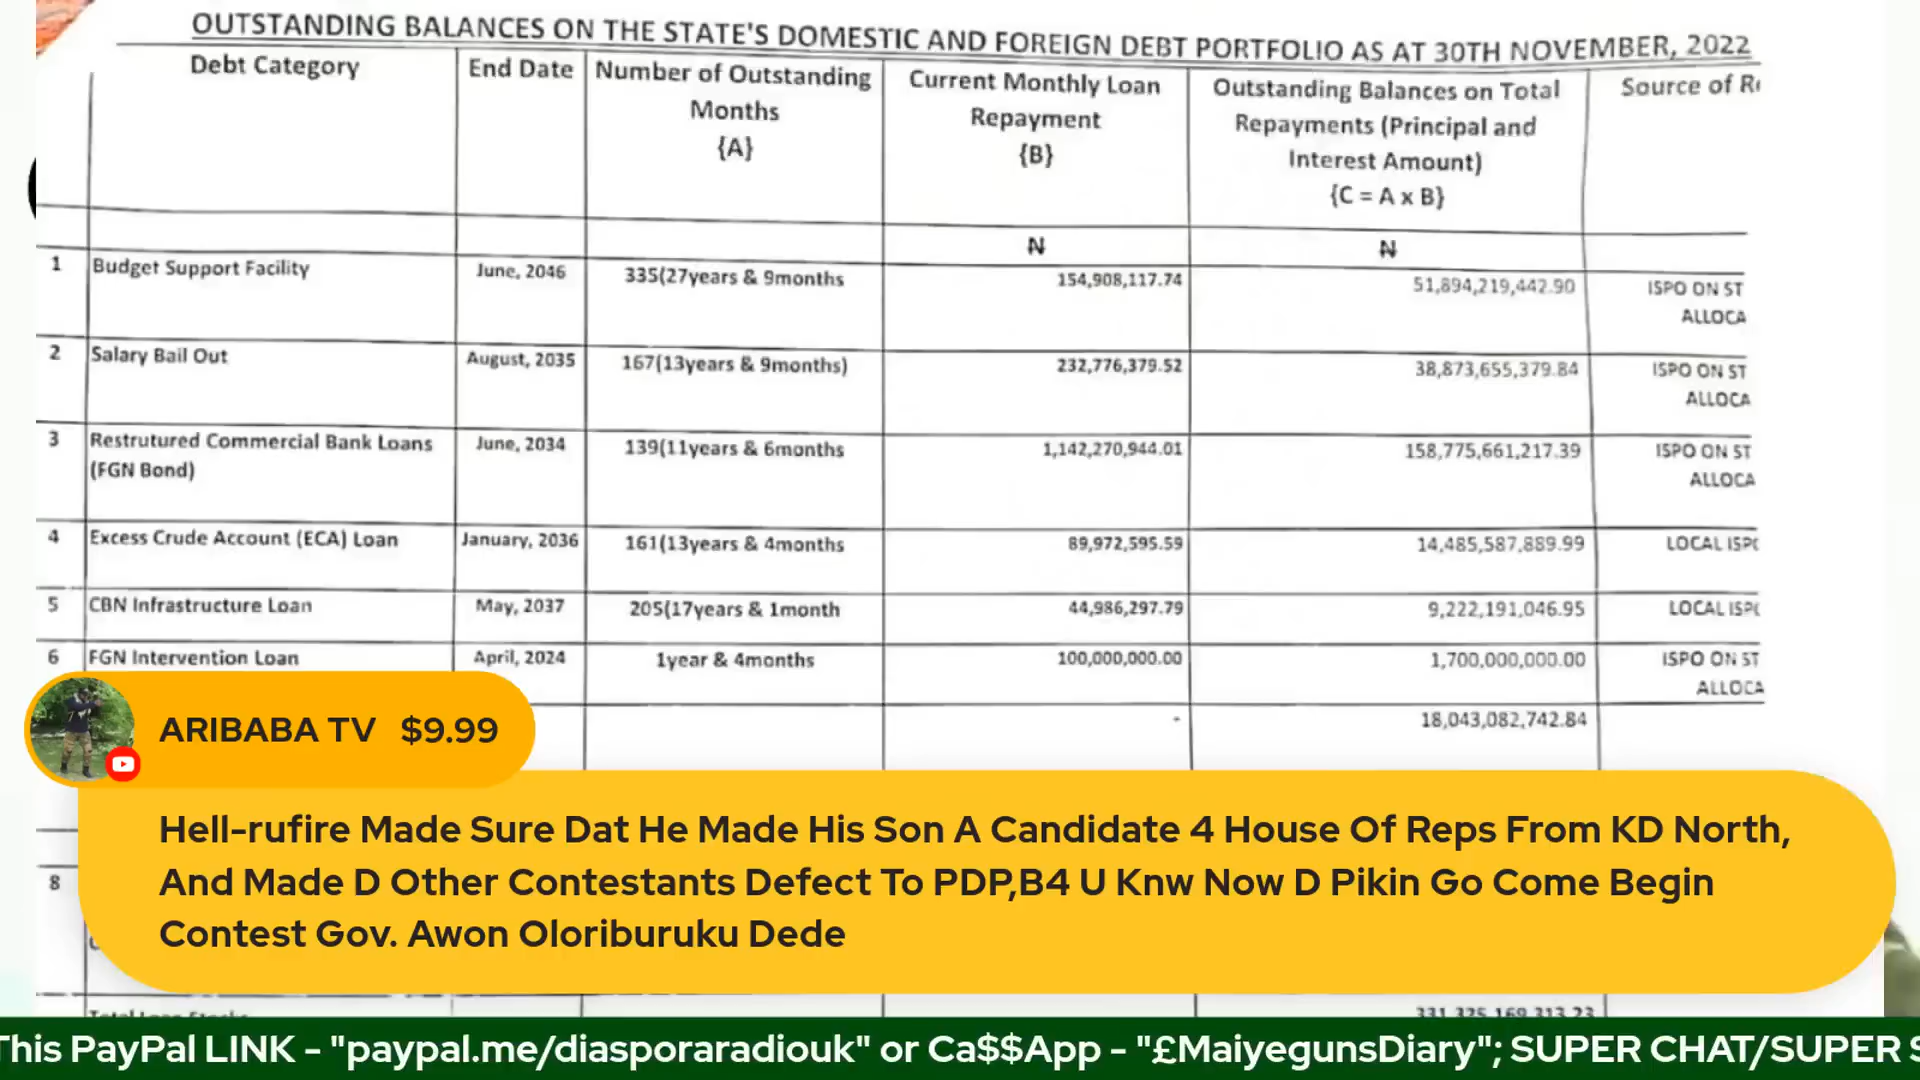 OUTSTANDING BALANCES ON THE STATE'S DOMESTIC AND FOREIGN DEBT PORTFOLIO AS AT 30TH NOVEMBER, 2022
Debt Category End Date Number of Outstanding Months {A} Current Monthly Loan Repayment {B} Outstanding Balances on Total Repayments (Principal and Interest Amount) {C = A x B} Source of R
₦ ₦
1 Budget Support Facility June, 2046 335(27years & 9months 154,908,117.74 51,894,219,442.90 ISPO ON ST
ALLOCA
2 Salary Bail Out August, 2035 167(13years & 9months) 232,776,379.52 38,873,655,379.84 ISPO ON ST
ALLOCA
3 Restrutured Commercial Bank Loans June, 2034 139(11years & 6months 1,142,270,944.01 158,775,661,217.39 ISPO ON ST
(FGN Bond) ALLOCA
4 Excess Crude Account (ECA) Loan January, 2036 161(13years & 4months 89,972,595.59 14,485,587,889.99 LOCAL ISPO
5 CBN Infrastructure Loan May, 2037 205(17years & 1month 44,986,297.79 9,222,191,046.95 LOCAL ISPO
6 FGN Intervention Loan April, 2024 1year & 4months 100,000,000.00 1,700,000,000.00 ISPO ON ST
ALLOCA
- 18,043,082,742.84
ARIBABA TV $9.99
Hell-rufire Made Sure Dat He Made His Son A Candidate 4 House Of Reps From KD North,
And Made D Other Contestants Defect To PDP,B4 U Knw Now D Pikin Go Come Begin
Contest Gov. Awon Oloriburuku Dede
8
This PayPal LINK - "paypal.me/diasporaradiouk" or Ca$$App - "£MaiyegunsDiary"; SUPER CHAT/SUPER S